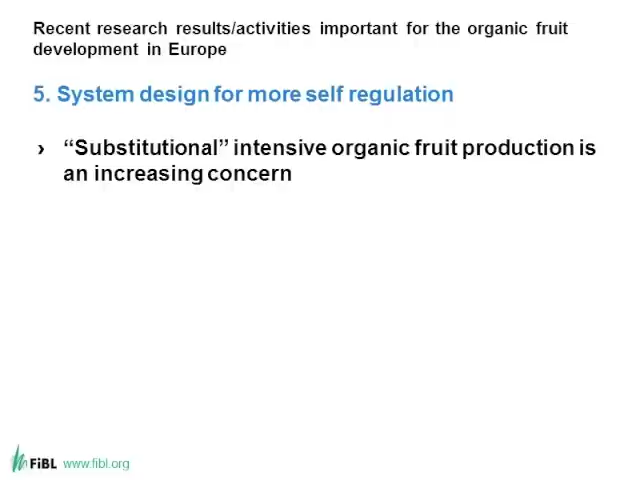 Recent research results/activities important for the organic fruit
development in Europe
5. System design for more self regulation
› “Substitutional” intensive organic fruit production is
an increasing concern
FiBL www.fibl.org